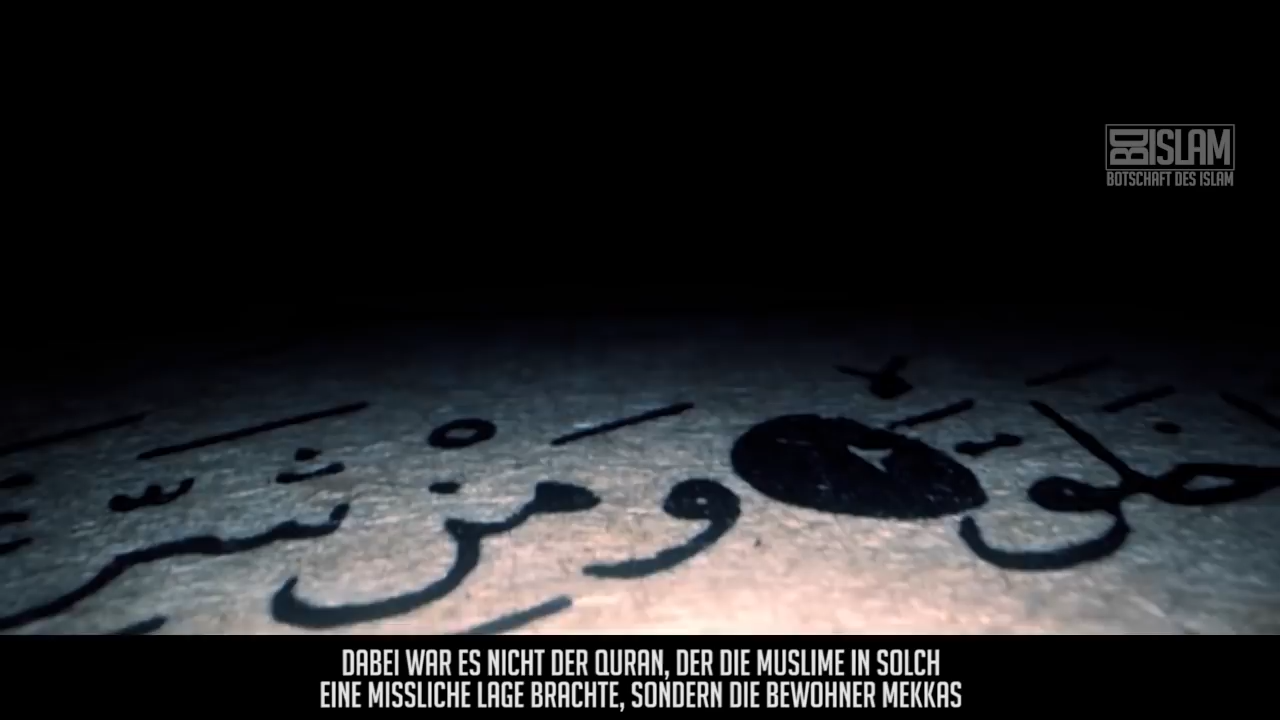 BDISLAM
BOTSCHAFT DES ISLAM
خَلَقَ وَمِنْ شَرِّ
DABEI WAR ES NICHT DER QURAN, DER DIE MUSLIME IN SOLCH
EINE MISSLICHE LAGE BRACHTE, SONDERN DIE BEWOHNER MEKKAS